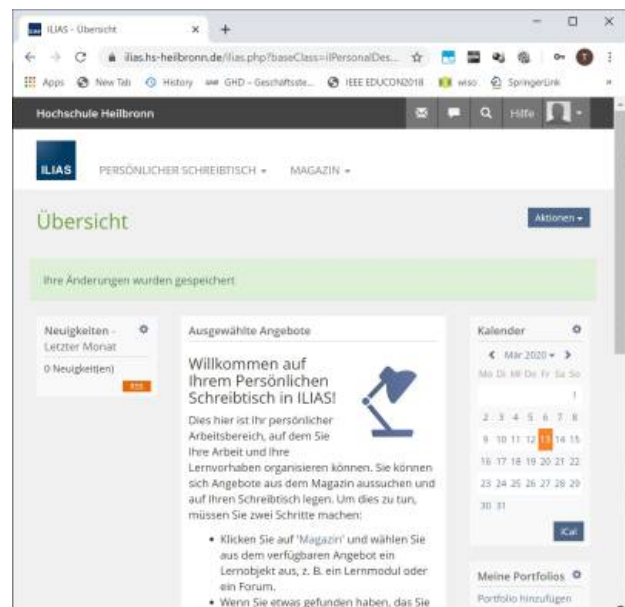 ILIAS - Übersicht
ilias.hs-heilbronn.de/ilias.php?baseClass=ilPersonalDes...
Apps New Tab History GHD - Geschäftsste... IEEE EDUCON2018 wiso. SpringerLink
Hochschule Heilbronn Hilfe
ILIAS PERSÖNLICHER SCHREIBTISCH MAGAZIN
Übersicht Aktionen
Ihre Änderungen wurden gespeichert
Neuigkeiten -
Letzter Monat
0 Neuigkeit(en)
RSS
Ausgewählte Angebote
Willkommen auf
Ihrem Persönlichen
Schreibtisch in ILIAS!
Dies hier ist Ihr persönlicher
Arbeitsbereich, auf dem Sie
Ihre Arbeit und Ihre
Lernvorhaben organisieren können. Sie können
sich Angebote aus dem Magazin aussuchen und
auf Ihren Schreibtisch legen. Um dies zu tun,
müssen Sie zwei Schritte machen:
• Klicken Sie auf 'Magazin' und wählen Sie
aus dem verfügbaren Angebot ein
Lernobjekt aus, z. B. ein Lernmodul oder
ein Forum.
• Wenn Sie etwas gefunden haben, das Sie
Kalender
Mär 2020
Mo Di Mi Do Fr Sa So
1
2 3 4 5 6 7 8
9 10 11 12 13 14 15
16 17 18 19 20 21 22
23 24 25 26 27 28 29
30 31
iCal
Meine Portfolios
Portfolio hinzufügen